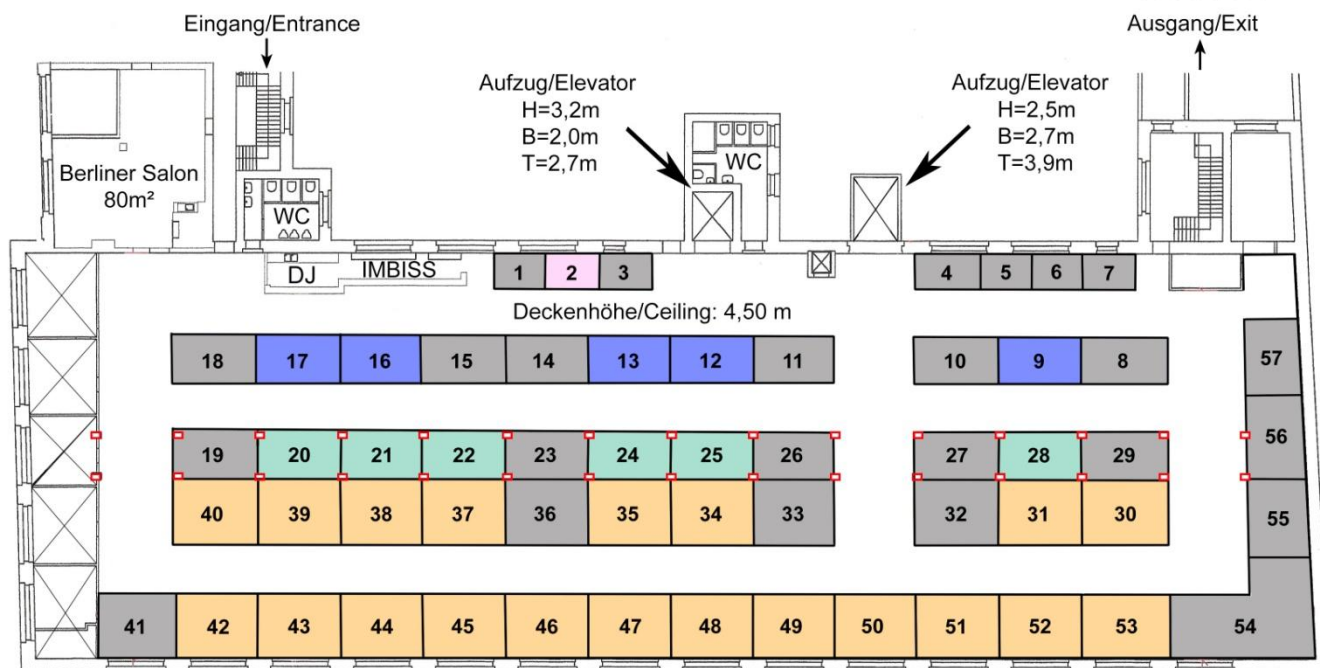 Eingang/Entrance
Ausgang/Exit
Aufzug/Elevator
H=3,2m
B=2,0m
T=2,7m
Aufzug/Elevator
H=2,5m
B=2,7m
T=3,9m
Berliner Salon
80m²
WC
WC
DJ IMBISS
1 2 3 4 5 6 7
Deckenhöhe/Ceiling: 4,50 m
18 17 16 15 14 13 12 11 10 9 8 57
19 20 21 22 23 24 25 26 27 28 29 56
40 39 38 37 36 35 34 33 32 31 30 55
41 42 43 44 45 46 47 48 49 50 51 52 53 54